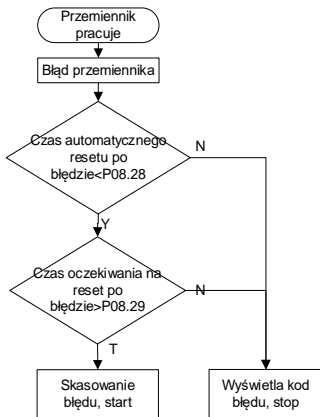 Przemiennik
pracuje
Błąd przemiennika
Czas automatycznego
resetu po
błędzie<P08.28
N
Y
Czas oczekiwania na
reset po
błędzie>P08.29
N
T
Skasowanie
błędu, start
Wyświetla kod
błędu, stop